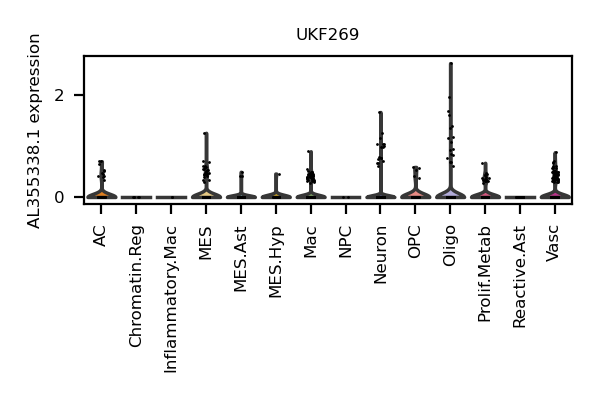 UKF269
AL355338.1 expression
2
0
AC
Chromatin.Reg
Inflammatory.Mac
MES
MES.Ast
MES.Hyp
Mac
NPC
Neuron
OPC
Oligo
Prolif.Metab
Reactive.Ast
Vasc